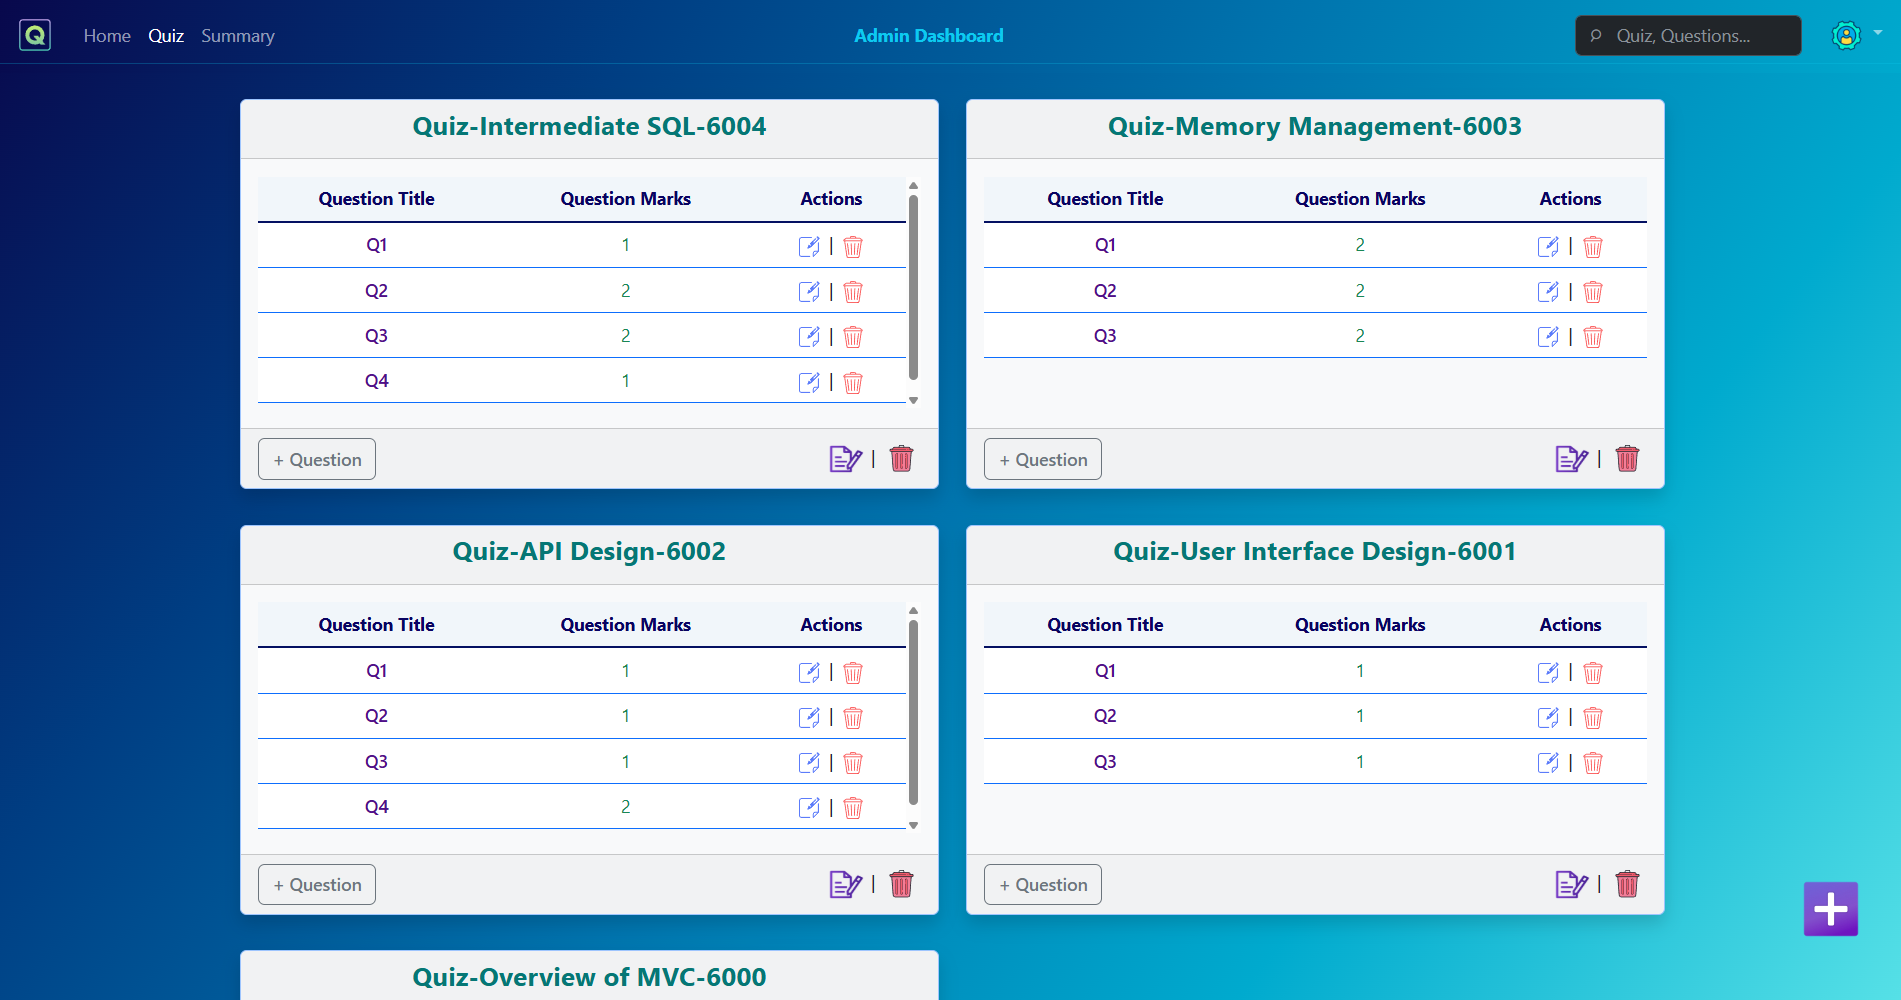 Q Home Quiz Summary Admin Dashboard Quiz, Questions...
Quiz-Intermediate SQL-6004
Question Title Question Marks Actions
Q1 1 |
Q2 2 |
Q3 2 |
Q4 1 |
+ Question |
Quiz-Memory Management-6003
Question Title Question Marks Actions
Q1 2 |
Q2 2 |
Q3 2 |
+ Question |
Quiz-API Design-6002
Question Title Question Marks Actions
Q1 1 |
Q2 1 |
Q3 1 |
Q4 2 |
+ Question |
Quiz-User Interface Design-6001
Question Title Question Marks Actions
Q1 1 |
Q2 1 |
Q3 1 |
+ Question |
Quiz-Overview of MVC-6000